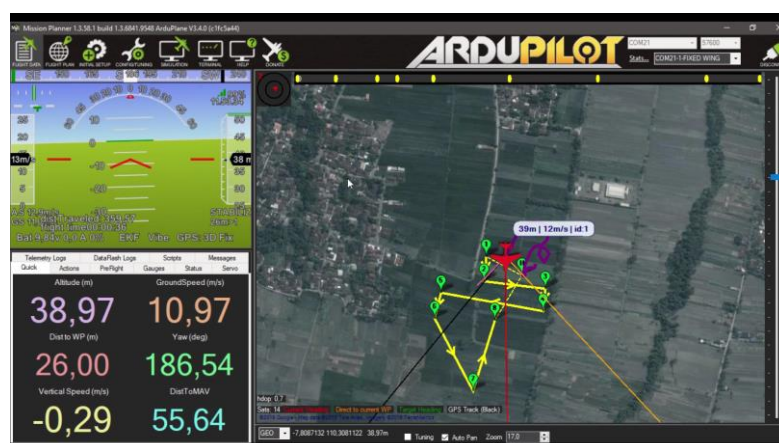 Mission Planner 1.3.58.1 build 1.3.6841.9548 ArduPlane V3.4.0 (c1fc5a44)
FLIGHT DATA FLIGHT PLAN INITIAL SETUP CONFIG/TUNING SIMULATION TERMINAL HELP DONATE
ARDUPILOT
COM21 57600
Stats... COM21-1-FIXED WING
13m/s
38 m
39m | 12m/s | id:1
EKF Vibe GPS: 3D Fix
Telemetry Logs DataFlash Logs Scripts Messages
Quick Actions PreFlight Gauges Status Servo
Altitude (m) GroundSpeed (m/s)
38,97 10,97
Dist to WP (m) Yaw (deg)
26,00 186,54
Vertical Speed (m/s) DistToMAV
-0,29 55,64
hdop: 0,7
Sats: 14 Direct to current WP Target Heading GPS Track (Black)
GEO -7,8087132 110,3081122 38,97m Tuning Auto Pan Zoom 17,0